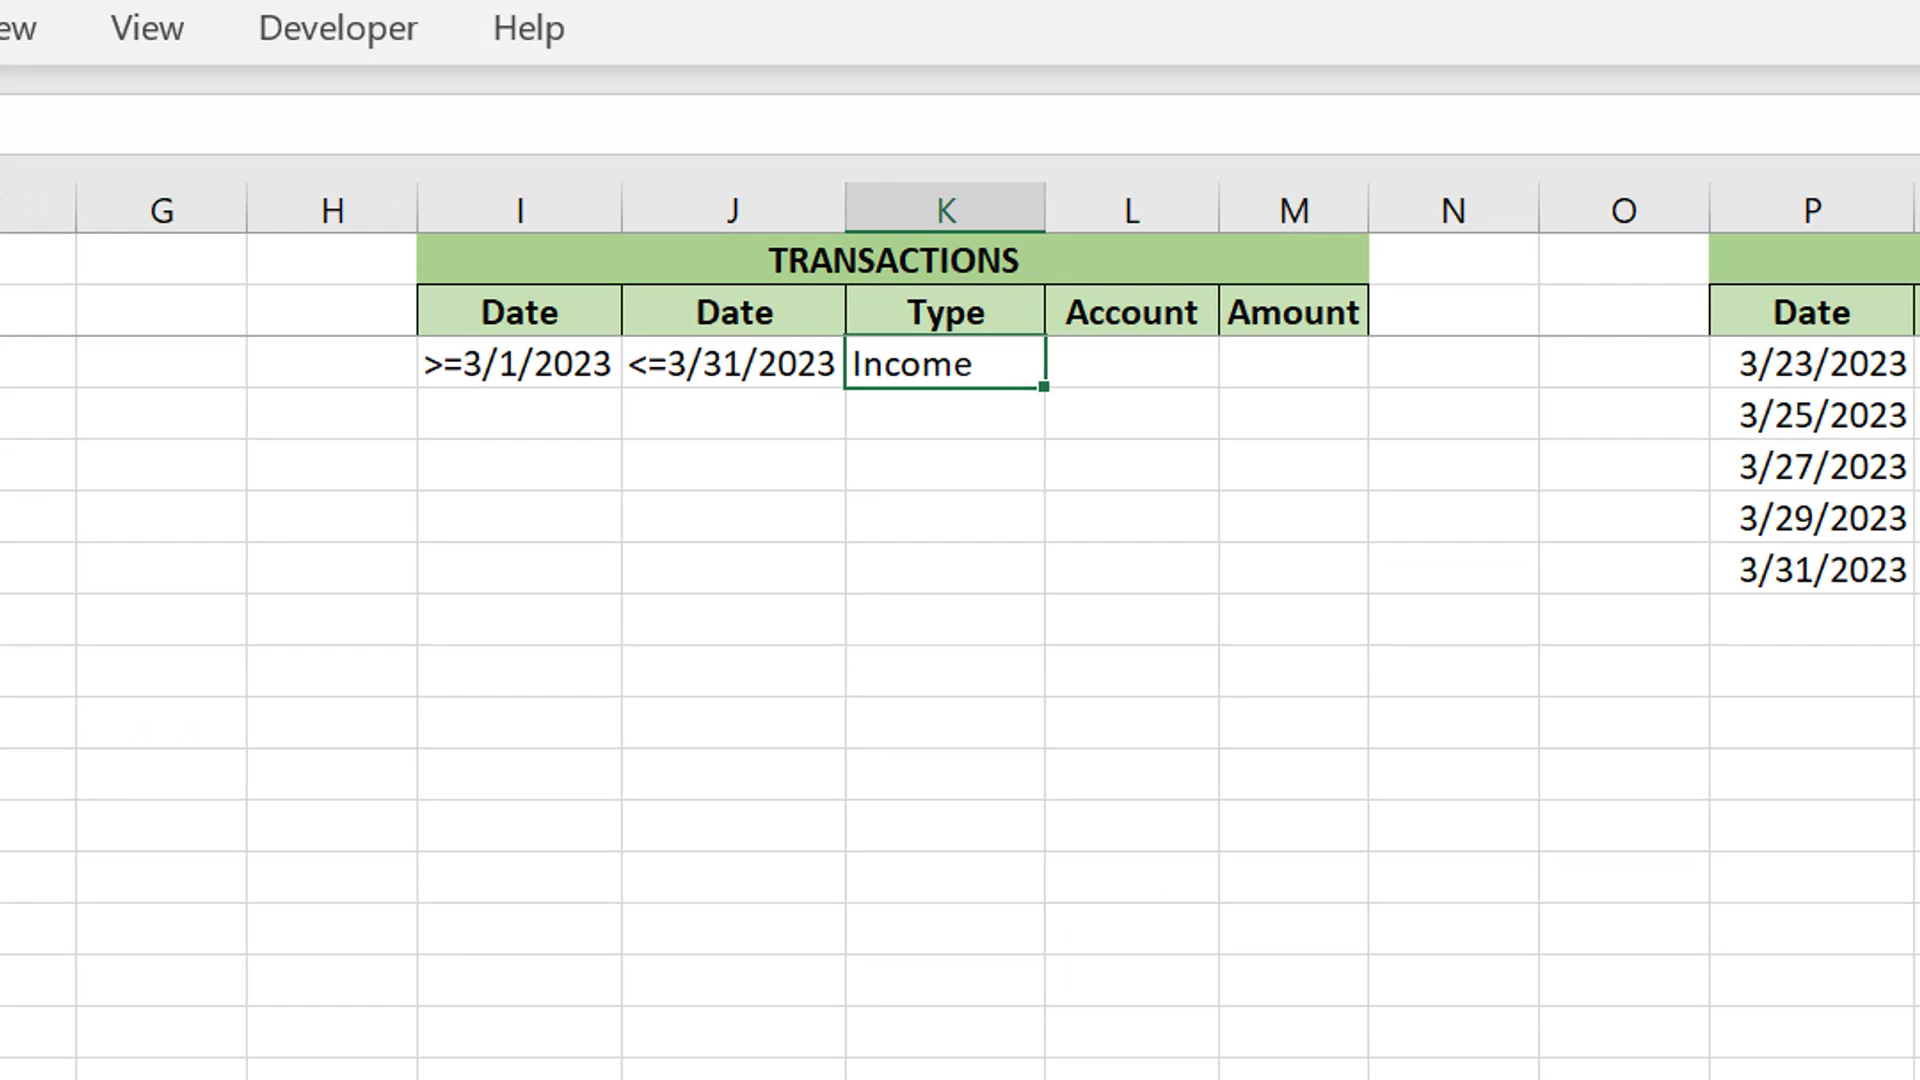 ew View Developer Help
G H I J K L M N O P
TRANSACTIONS
Date Date Type Account Amount Date
>=3/1/2023 <=3/31/2023 Income 3/23/2023
3/25/2023
3/27/2023
3/29/2023
3/31/2023